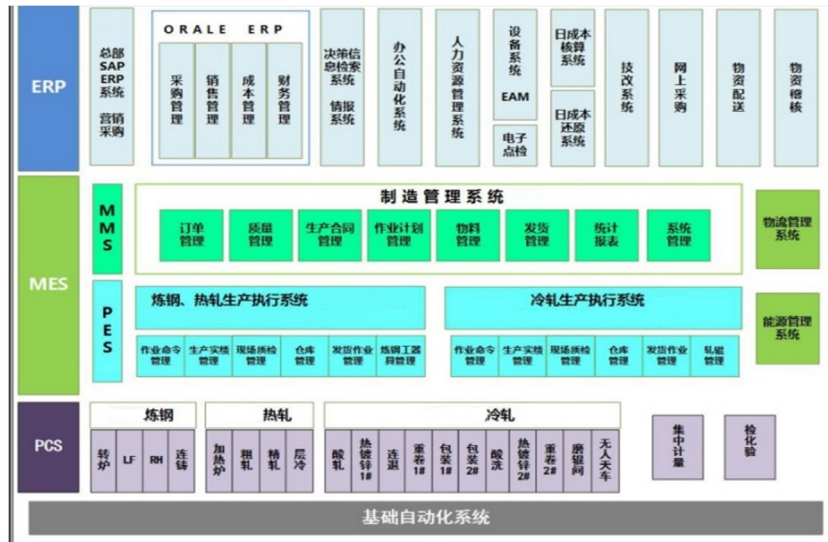 ERP
总部
SAP
ERP
系统
营销
采购
ORALE ERP
采购管理
销售管理
成本管理
财务管理
决策信
息检索
系统
情报
系统
办公自动化系统
人力资源管理系统
设备系统
EAM
电子
点检
日成本
核算
系统
日成本
还原
系统
技改系统
网上采购
物资配送
物资稽核
MES
MMS
制造管理系统
订单
管理
质量
管理
生产合同
管理
作业计划
管理
物料
管理
发货
管理
统计
报表
系统
管理
物流管理
系统
PES
炼钢、热轧生产执行系统
作业命令
管理
生产实绩
管理
现场质检
管理
仓库
管理
发货作业
管理
炼钢工器
具管理
冷轧生产执行系统
作业命令
管理
生产实绩
管理
现场质检
管理
仓库
管理
发货作业
管理
轧辊
管理
能源管理
系统
PCS
炼钢
转炉
LF
RH
连铸
热轧
加热炉
粗轧
精轧
层冷
冷轧
酸轧
热镀锌1#
连退
重卷1#
包装1#
包装2#
酸洗
热镀锌2#
重卷2#
磨辊间
无人天车
集中计量
检化验
基础自动化系统